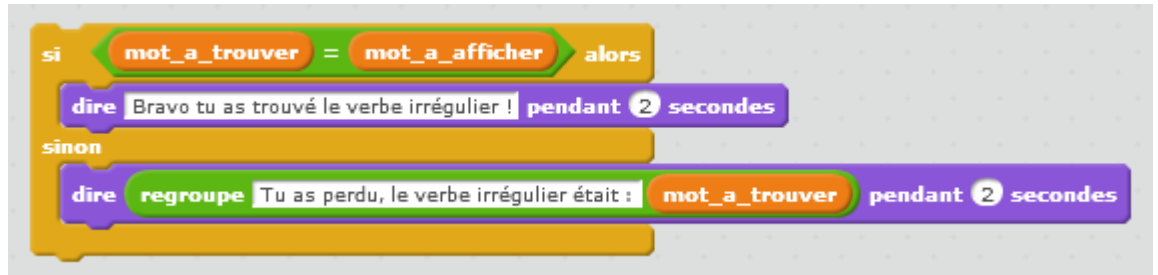 si mot_a_trouver = mot_a_afficher alors
dire Bravo tu as trouvé le verbe irrégulier ! pendant 2 secondes
sinon
dire regroupe Tu as perdu, le verbe irrégulier était : mot_a_trouver pendant 2 secondes